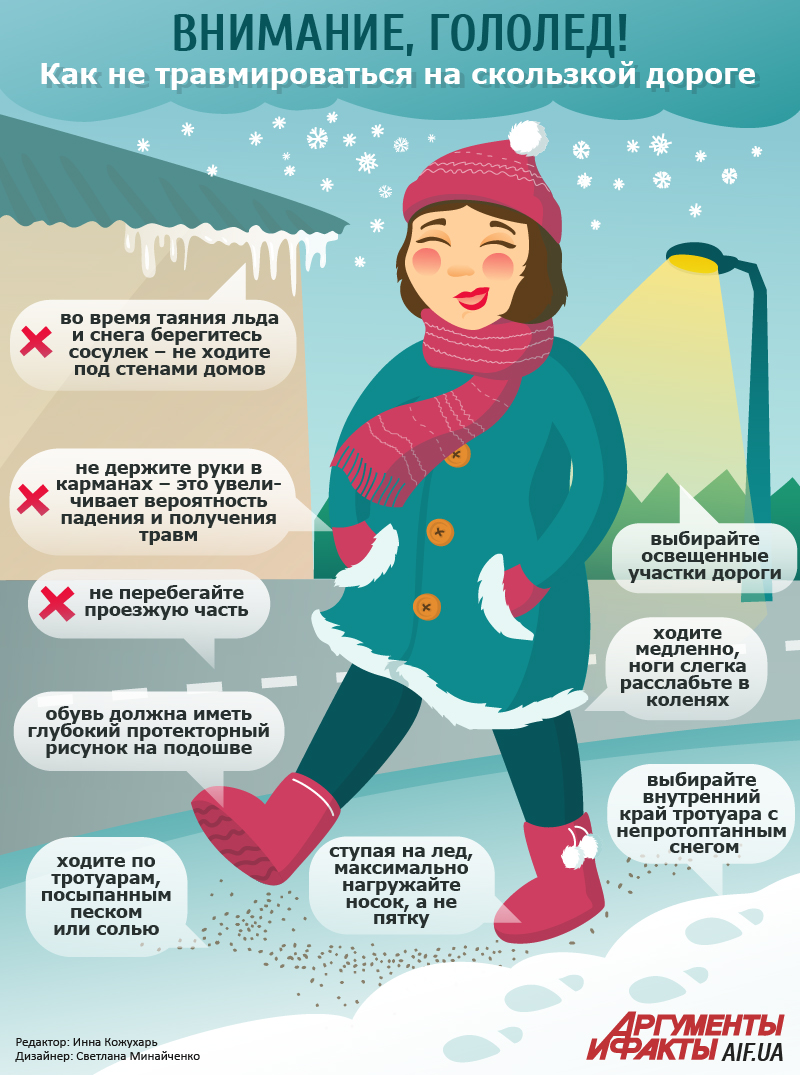 ВНИМАНИЕ, ГОЛОЛЕД!
Как не травмироваться на скользкой дороге
во время таяния льда
и снега берегитесь
сосулек – не ходите
под стенами домов
не держите руки в
карманах – это увели-
чивает вероятность
падения и получения
травм
не перебегайте
проезжую часть
обувь должна иметь
глубокий протекторный
рисунок на подошве
ходите по
тротуарам,
посыпанным
песком
или солью
ступая на лед,
максимально
нагружайте
носок, а не
пятку
выбирайте
освещенные
участки дороги
ходите
медленно,
ноги слегка
расслабьте в
коленях
выбирайте
внутренний
край тротуара с
непротоптанным
снегом
Редактор: Инна Кожухарь
Дизайнер: Светлана Минайченко
АРГУМЕНТЫ
И ФАКТЫ AIF.UA